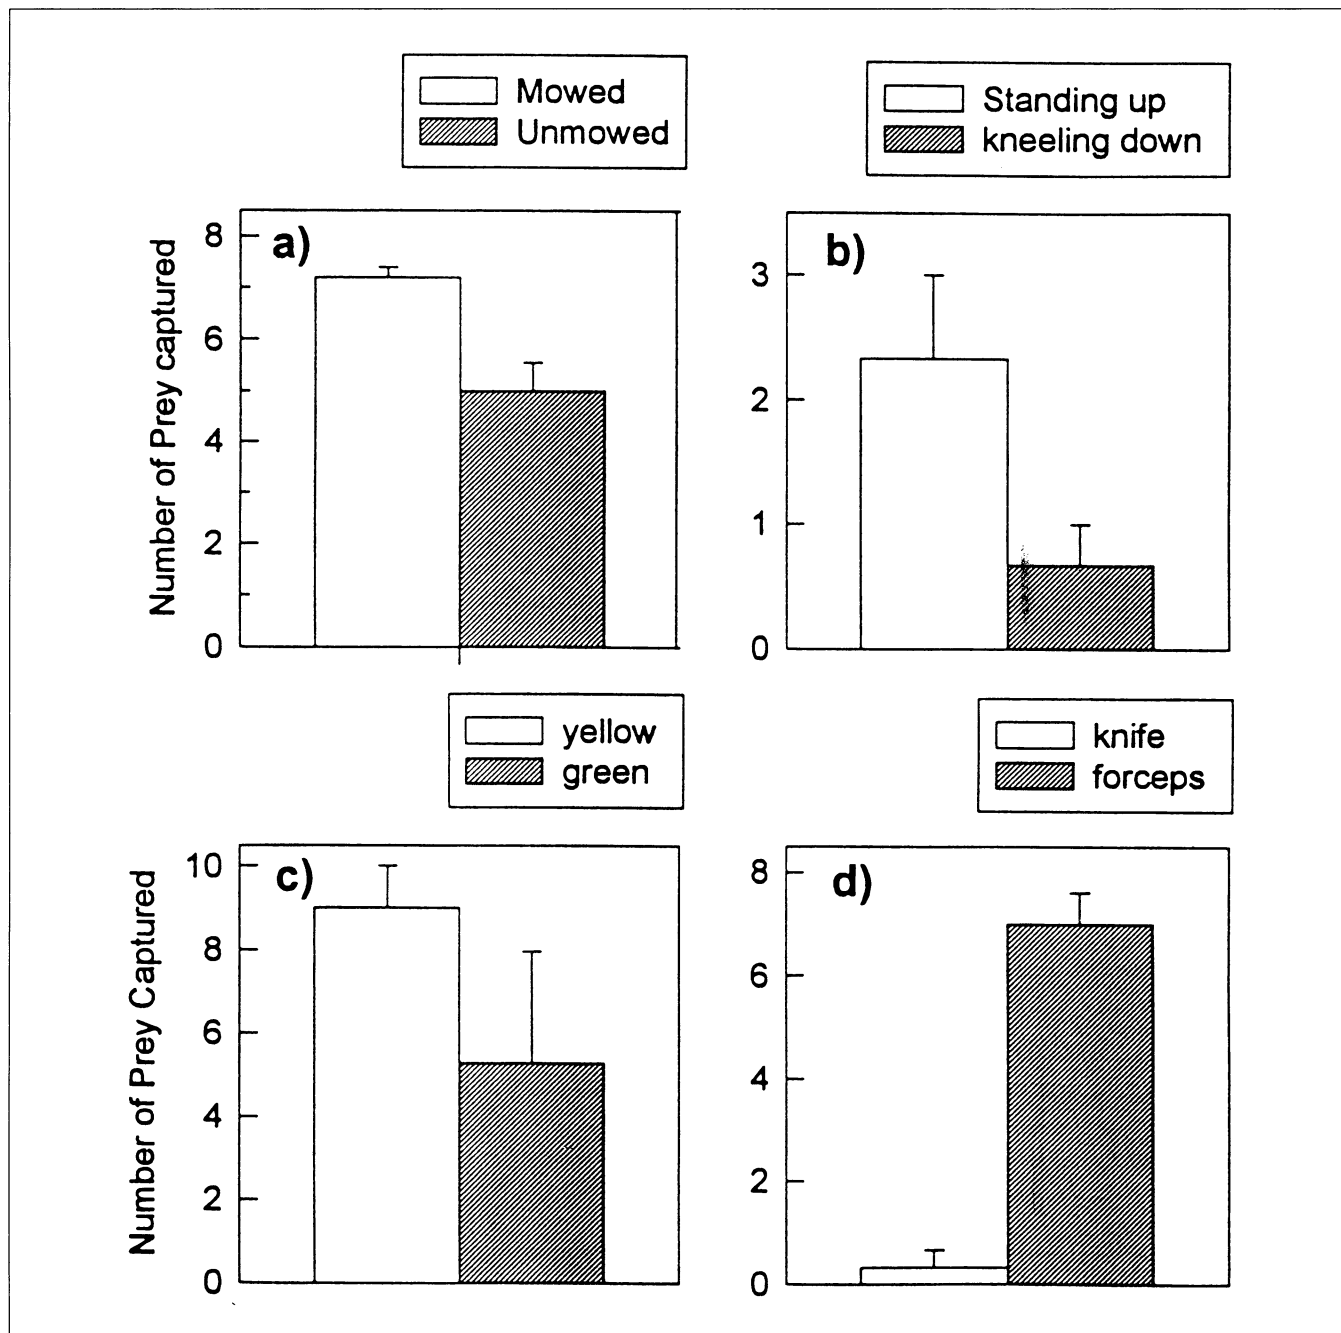 Mowed
Unmowed
Standing up
kneeling down
a)
Number of Prey captured
8
6
4
2
0
b)
3
2
1
0
yellow
green
knife
forceps
c)
Number of Prey Captured
10
8
6
4
2
0
d)
8
6
4
2
0